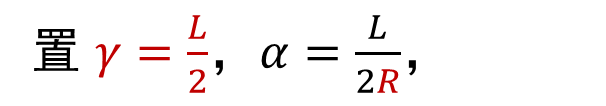 置 γ = L/2, α = L/2R,